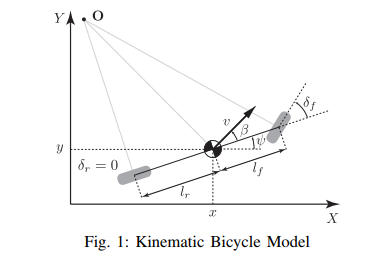 Y
O
v
β
ψ
δ_f
y
δ_r = 0
l_r
l_f
x
X
Fig. 1: Kinematic Bicycle Model